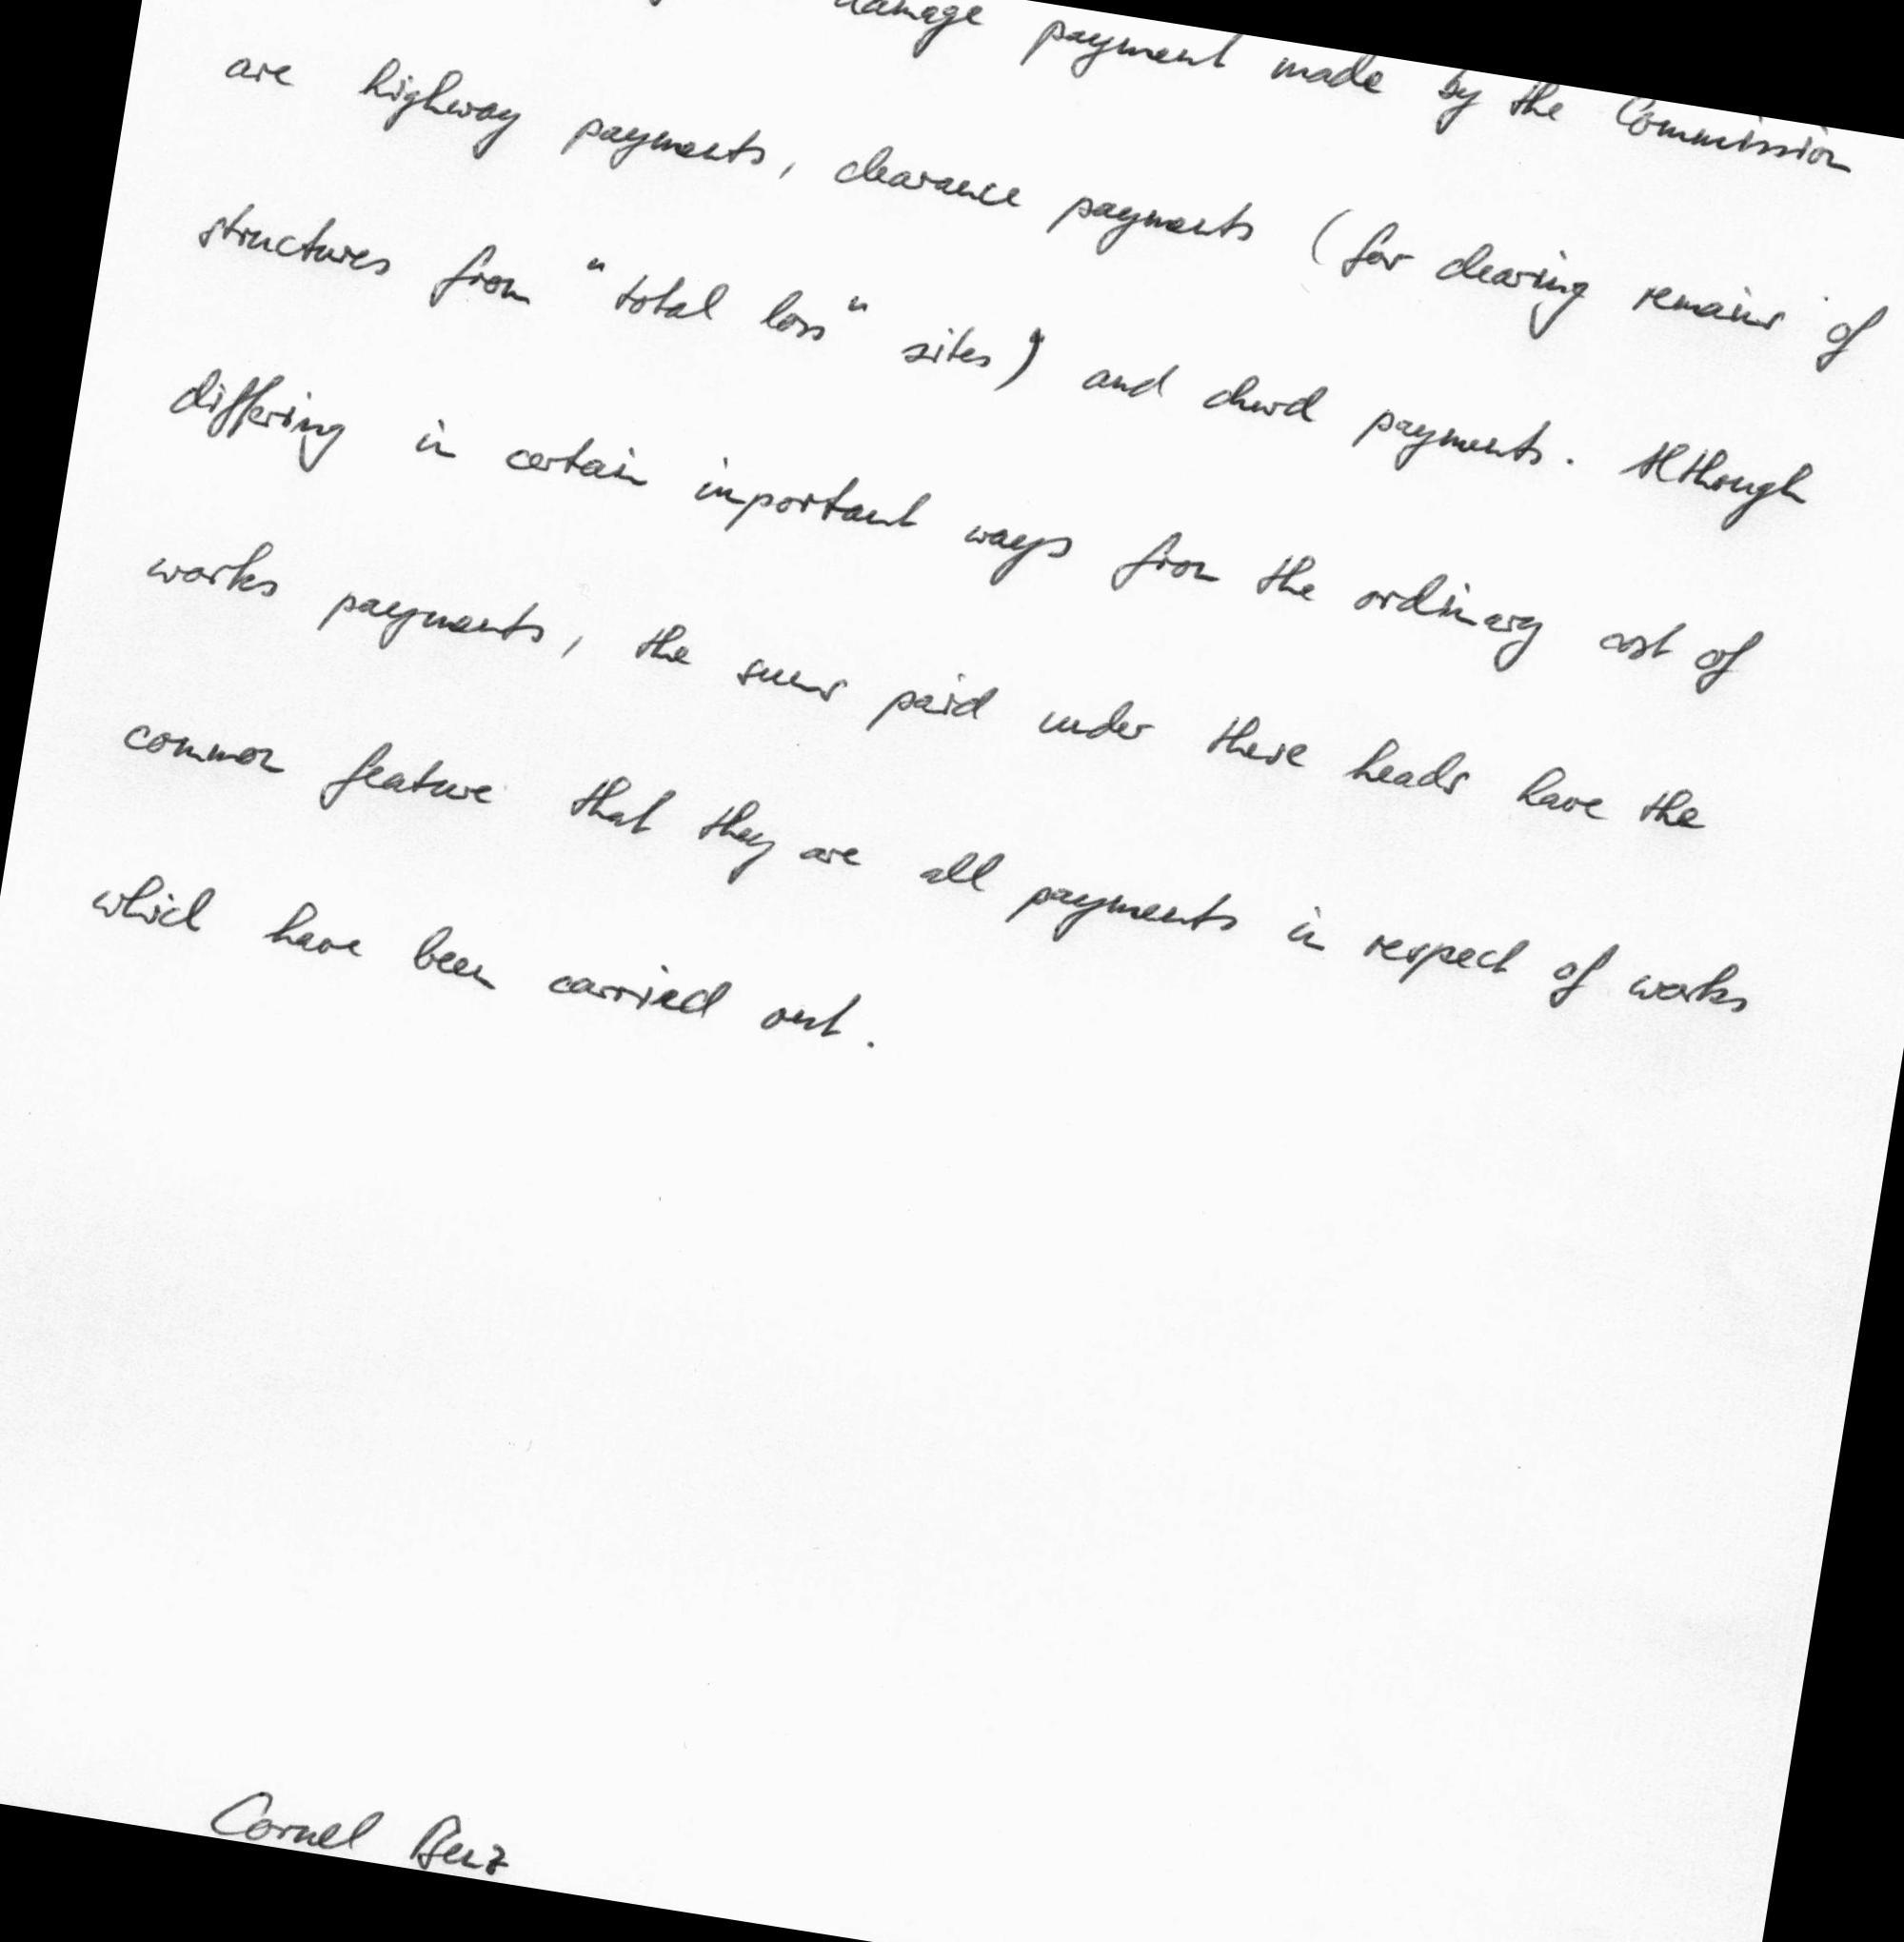 damage payment made by the Commission
are highway payments, clearance payments (for clearing remains of
structures from "total loss" sites) and churd payments. Although
differing in certain important ways from the ordinary cost of
works payments, the sums paid under these heads have the
common feature that they are all payments in respect of works
which have been carried out.
Cornel Benz